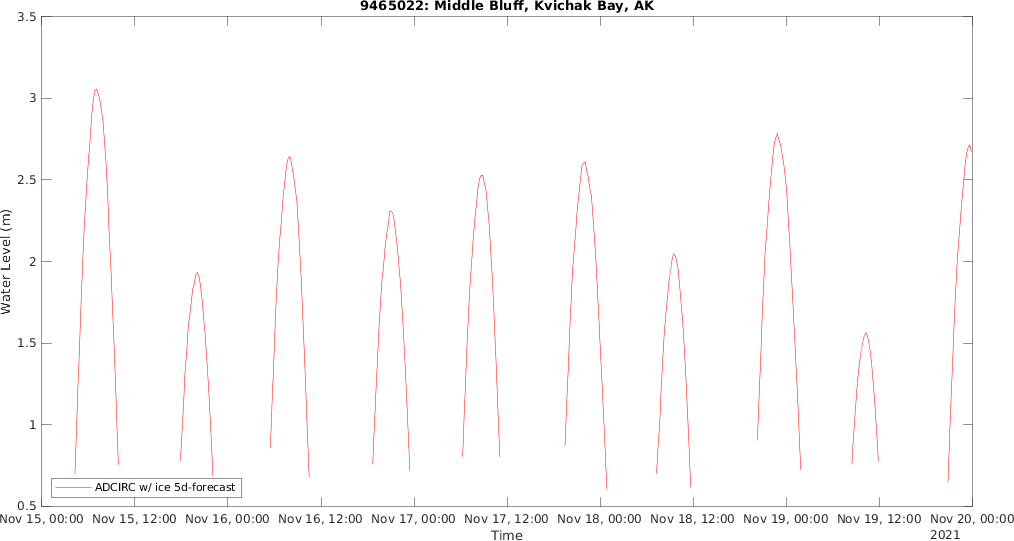 9465022: Middle Bluff, Kvichak Bay, AK
3.5
3
2.5
2
1.5
1
0.5
Water Level (m)
ADCIRC w/ ice 5d-forecast
Nov 15, 00:00 Nov 15, 12:00 Nov 16, 00:00 Nov 16, 12:00 Nov 17, 00:00 Nov 17, 12:00 Nov 18, 00:00 Nov 18, 12:00 Nov 19, 00:00 Nov 19, 12:00 Nov 20, 00:00
Time
2021